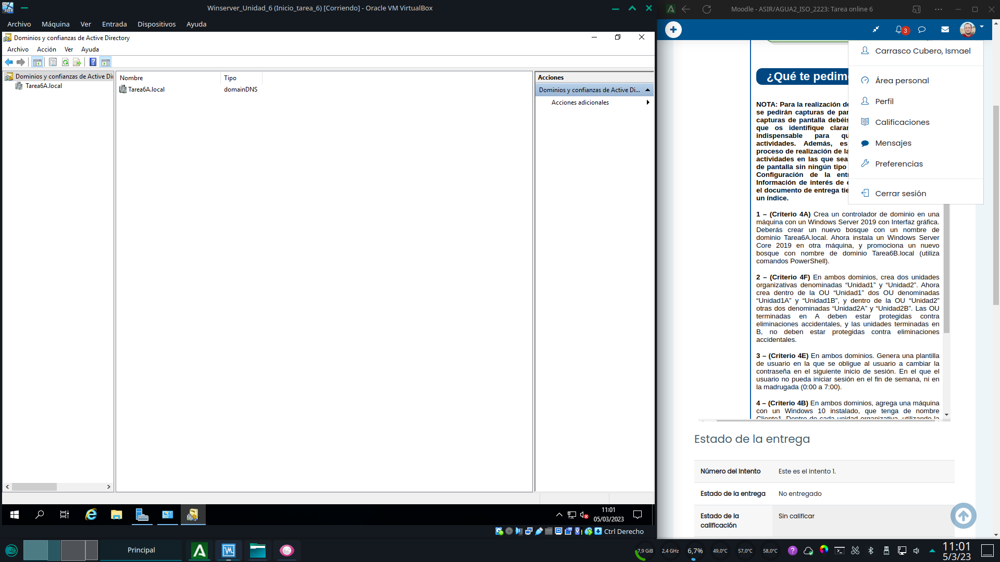 Winserver_Unidad_6 (Inicio_tarea_6) [Corriendo] - Oracle VM VirtualBox
Archivo Máquina Ver Entrada Dispositivos Ayuda
Dominios y confianzas de Active Directory
Archivo Acción Ver Ayuda
Dominios y confianzas de Active Di
Tarea6A.local
Nombre Tipo
Tarea6A.local domainDNS
Acciones
Dominios y confianzas de Active Di...
Acciones adicionales
11:01
05/03/2023
Ctrl Derecho
Moodle - ASIR/AGUA2_ISO_2223: Tarea online 6
3
Carrasco Cubero, Ismael
Área personal
Perfil
Calificaciones
Mensajes
Preferencias
Cerrar sesión
¿Qué te pedim
NOTA: Para la realización de
se pedirán capturas de pan
capturas de pantalla debéis
que os identifique claram
indispensable para qu
actividades. Además, es
proceso de realización de la
actividades en las que sea
de pantalla sin ningún tipo
Configuración de la entr
Información de interés de e
el documento de entrega tie
un índice.
1 – (Criterio 4A) Crea un controlador de dominio en una
máquina con un Windows Server 2019 con Interfaz gráfica.
Deberás crear un nuevo bosque con un nombre de
dominio Tarea6A.local. Ahora instala un Windows Server
Core 2019 en otra máquina, y promociona un nuevo
bosque con nombre de dominio Tarea6B.local (utiliza
comandos PowerShell).
2 – (Criterio 4F) En ambos dominios, crea dos unidades
organizativas denominadas “Unidad1” y “Unidad2”. Ahora
crea dentro de la OU “Unidad1” dos OU denominadas
“Unidad1A” y “Unidad1B”, y dentro de la OU “Unidad2”
otras dos denominadas “Unidad2A” y “Unidad2B”. Las OU
terminadas en A deben estar protegidas contra
eliminaciones accidentales, y las unidades terminadas en
B, no deben estar protegidas contra eliminaciones
accidentales.
3 – (Criterio 4E) En ambos dominios. Genera una plantilla
de usuario en la que se obligue al usuario a cambiar la
contraseña en el siguiente inicio de sesión. En el que el
usuario no pueda iniciar sesión en el fin de semana, ni en
la madrugada (0:00 a 7:00).
4 – (Criterio 4B) En ambos dominios, agrega una máquina
con un Windows 10 instalado, que tenga de nombre
Cliente1. Dentro de cada unidad organizativa, utilizando la
Estado de la entrega
Número del intento Este es el intento 1.
Estado de la entrega No entregado
Estado de la calificación Sin calificar
Principal
7,9 GiB 2,4 GHz 6,7% 49,0°C 57,0°C 58,0°C
11:01
5/3/23